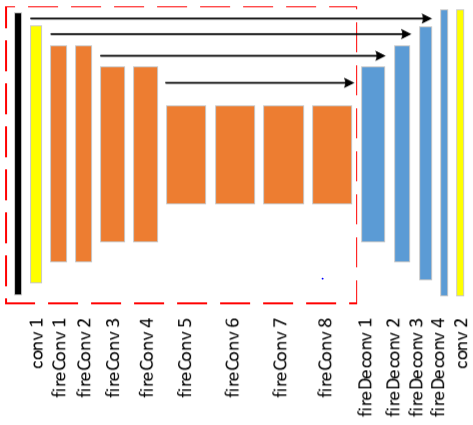 conv 1
fireConv 1
fireConv 2
fireConv 3
fireConv 4
fireConv 5
fireConv 6
fireConv 7
fireConv 8
fireDeconv 1
fireDeconv 2
fireDeconv 3
fireDeconv 4
conv 2